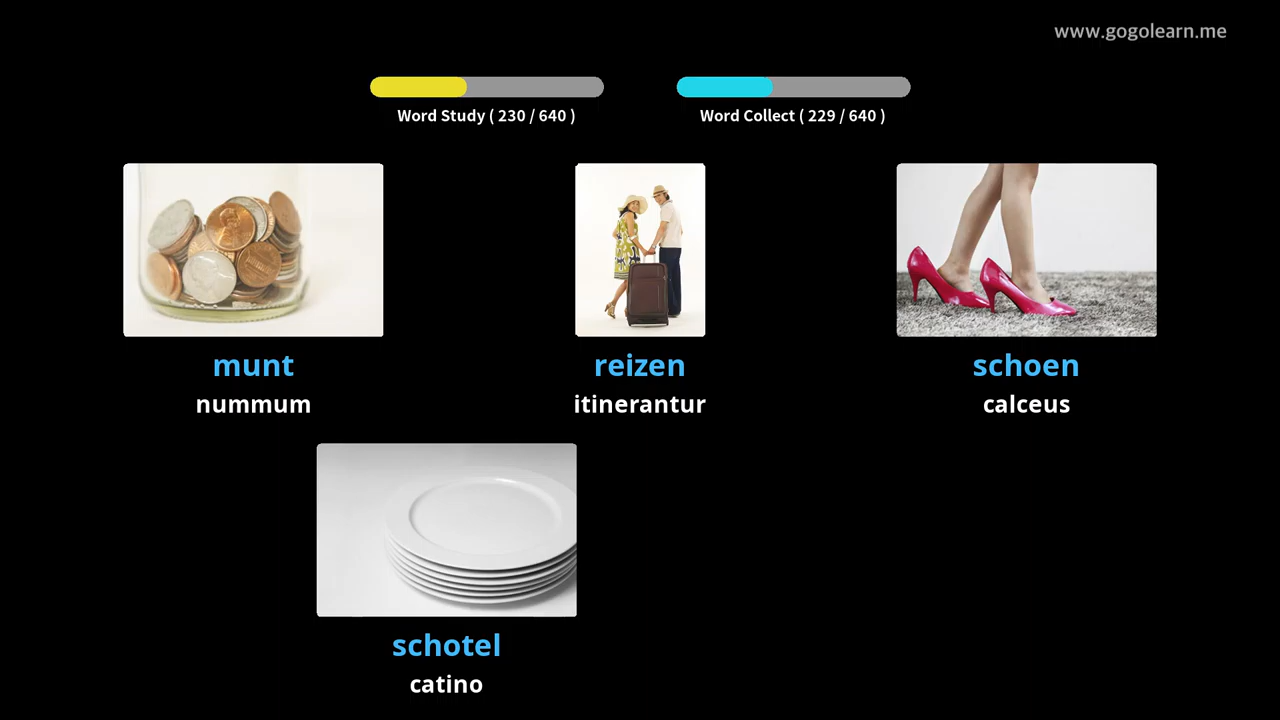 www.gogolearn.me
Word Study ( 230 / 640 )
Word Collect ( 229 / 640 )
munt
nummum
reizen
itinerantur
schoen
calceus
schotel
catino